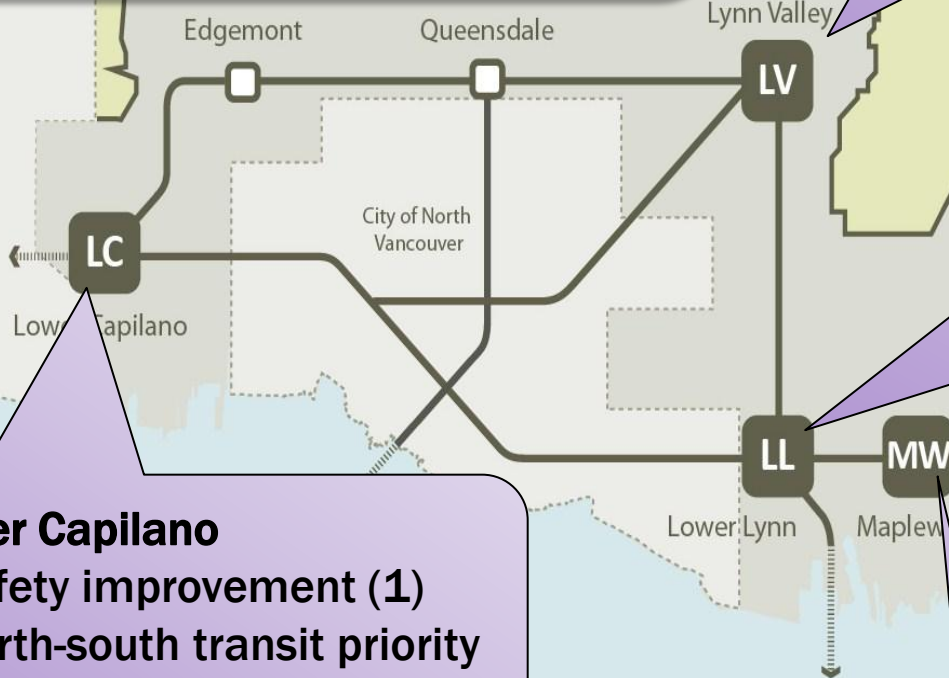 Lynn Valley
Edgemont
Queensdale
LV
City of North
Vancouver
LC
Low Capilano
LL
MW
Lower Lynn
Maplew
er Capilano
fety improvement (1)
rth-south transit priority